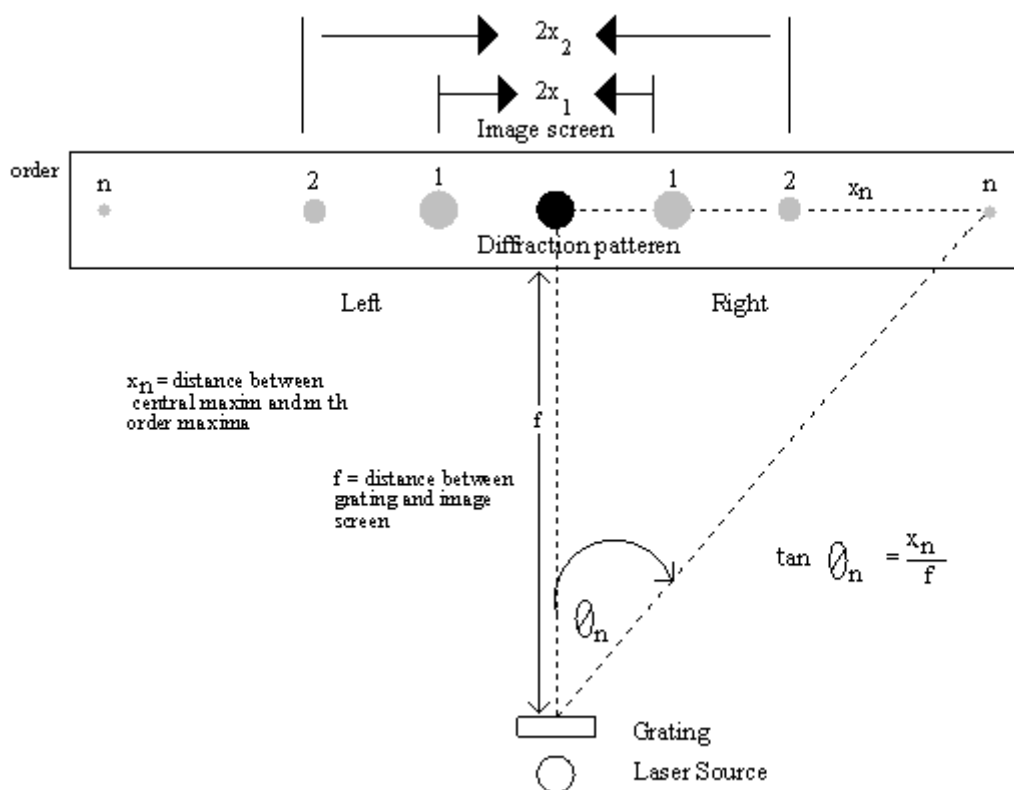 2x2
2x1
Image screen
order
n 2 1 1 2 xn n
Diffraction patteren
Left Right
xn = distance between
central maxim and m th
order maxima
f
f = distance between
grating and image
screen
tan θn = xn/f
θn
Grating
Laser Source